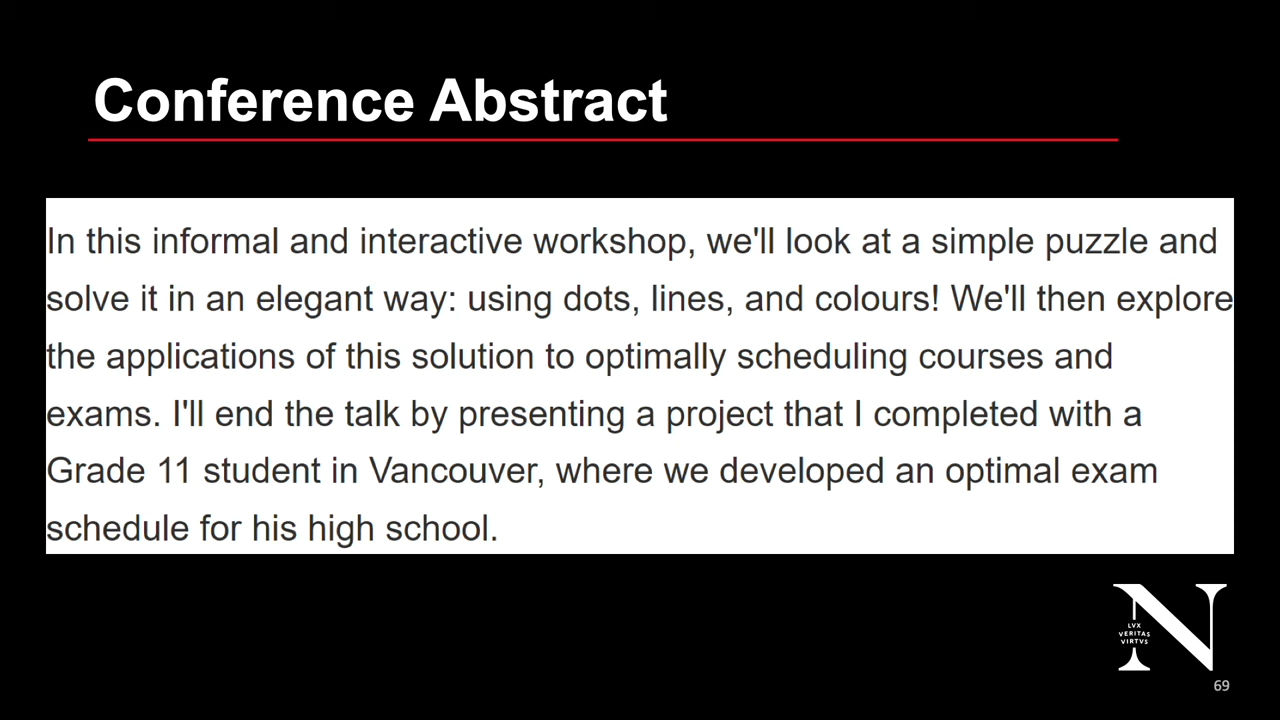 Conference Abstract
In this informal and interactive workshop, we'll look at a simple puzzle and
solve it in an elegant way: using dots, lines, and colours! We'll then explore
the applications of this solution to optimally scheduling courses and
exams. I'll end the talk by presenting a project that I completed with a
Grade 11 student in Vancouver, where we developed an optimal exam
schedule for his high school.
N
LVX
VERITAS
VIRTVS
69